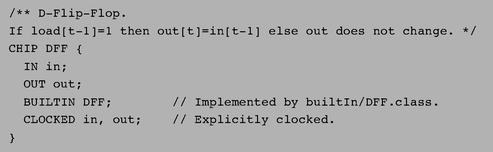 /** D-Flip-Flop.
If load[t-1]=1 then out[t]=in[t-1] else out does not change. */
CHIP DFF {
  IN in;
  OUT out;
  BUILTIN DFF;        // Implemented by builtIn/DFF.class.
  CLOCKED in, out;    // Explicitly clocked.
}